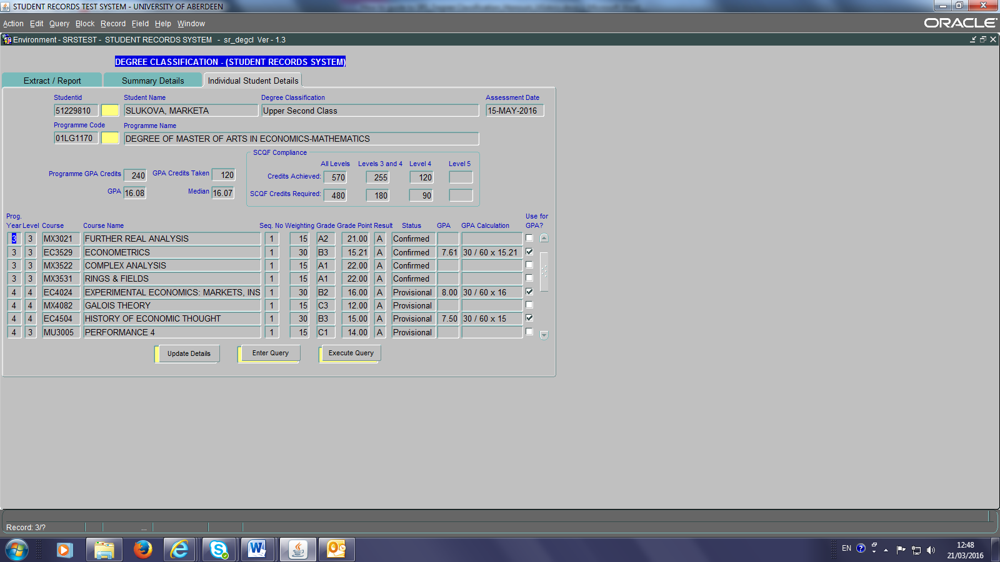 STUDENT RECORDS TEST SYSTEM - UNIVERSITY OF ABERDEEN
Action Edit Query Block Record Field Help Window
ORACLE
Environment - SRSTEST - STUDENT RECORDS SYSTEM - sr_degcl Ver - 1.3
DEGREE CLASSIFICATION - (STUDENT RECORDS SYSTEM)
Extract / Report Summary Details Individual Student Details
Studentid Student Name Degree Classification Assessment Date
51229810 SLUKOVA, MARKETA Upper Second Class 15-MAY-2016
Programme Code Programme Name
01LG1170 DEGREE OF MASTER OF ARTS IN ECONOMICS-MATHEMATICS
SCQF Compliance
All Levels Levels 3 and 4 Level 4 Level 5
Programme GPA Credits 240 GPA Credits Taken 120 Credits Achieved: 570 255 120
GPA 16.08 Median 16.07 SCQF Credits Required: 480 180 90
Prog. Use for
Year Level Course Course Name Seq. No Weighting Grade Grade Point Result Status GPA GPA Calculation GPA?
3 3 MX3021 FURTHER REAL ANALYSIS 1 15 A2 21.00 A Confirmed
3 3 EC3529 ECONOMETRICS 1 30 B3 15.21 A Confirmed 7.61 30 / 60 x 15.21
3 3 MX3522 COMPLEX ANALYSIS 1 15 A1 22.00 A Confirmed
3 3 MX3531 RINGS & FIELDS 1 15 A1 22.00 A Confirmed
4 4 EC4024 EXPERIMENTAL ECONOMICS: MARKETS, INS 1 30 B2 16.00 A Provisional 8.00 30 / 60 x 16
4 4 MX4082 GALOIS THEORY 1 15 C3 12.00 A Provisional
4 4 EC4504 HISTORY OF ECONOMIC THOUGHT 1 30 B3 15.00 A Provisional 7.50 30 / 60 x 15
4 3 MU3005 PERFORMANCE 4 1 15 C1 14.00 A Provisional
Update Details Enter Query Execute Query
Record: 3/? ...
EN 12:48
21/03/2016